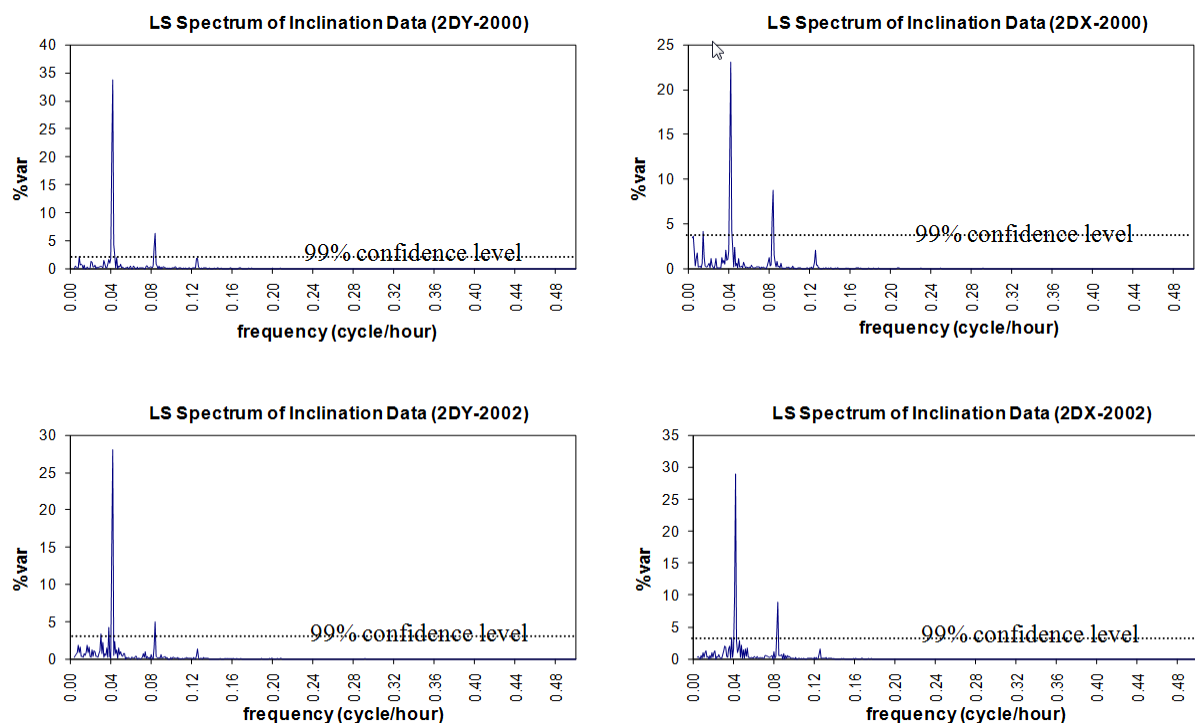 LS Spectrum of Inclination Data (2DY-2000)
40
35
30
25
20
15
10
5
0
%var
99% confidence level
0.00 0.04 0.08 0.12 0.16 0.20 0.24 0.28 0.32 0.36 0.40 0.44 0.48
frequency (cycle/hour)
LS Spectrum of Inclination Data (2DX-2000)
25
20
15
10
5
0
%var
99% confidence level
0.00 0.04 0.08 0.12 0.16 0.20 0.24 0.28 0.32 0.36 0.40 0.44 0.48
frequency (cycle/hour)
LS Spectrum of Inclination Data (2DY-2002)
30
25
20
15
10
5
0
%var
99% confidence level
0.00 0.04 0.08 0.12 0.16 0.20 0.24 0.28 0.32 0.36 0.40 0.44 0.48
frequency (cycle/hour)
LS Spectrum of Inclination Data (2DX-2002)
35
30
25
20
15
10
5
0
%var
99% confidence level
0.00 0.04 0.08 0.12 0.16 0.20 0.24 0.28 0.32 0.36 0.40 0.44 0.48
frequency (cycle/hour)